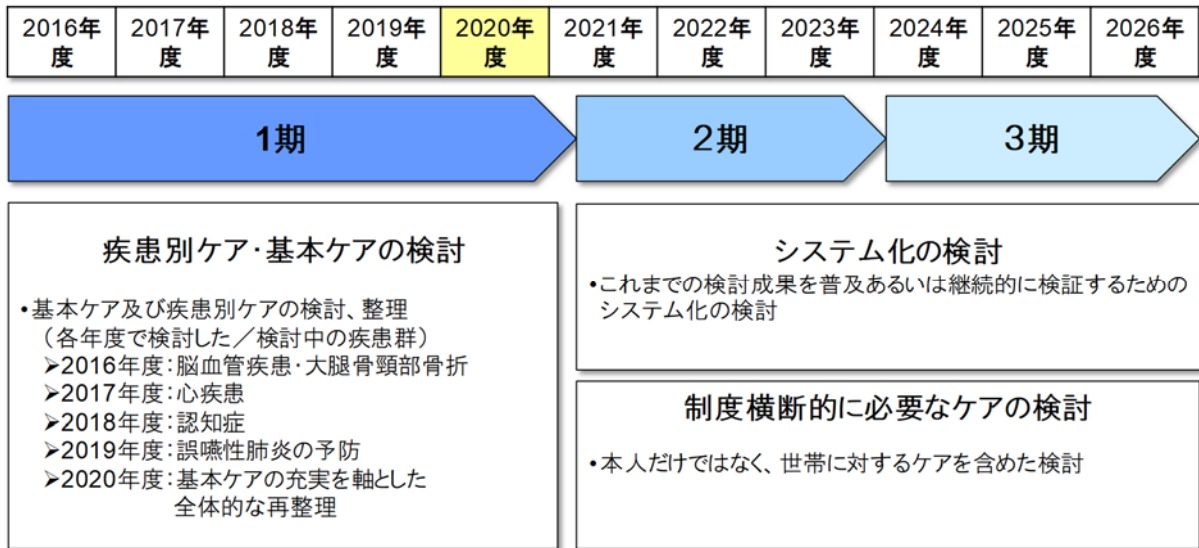 2016年度
2017年度
2018年度
2019年度
2020年度
2021年度
2022年度
2023年度
2024年度
2025年度
2026年度
1期
2期
3期
疾患別ケア・基本ケアの検討
・基本ケア及び疾患別ケアの検討、整理
（各年度で検討した／検討中の疾患群）
➢2016年度：脳血管疾患・大腿骨頸部骨折
➢2017年度：心疾患
➢2018年度：認知症
➢2019年度：誤嚥性肺炎の予防
➢2020年度：基本ケアの充実を軸とした
全体的な再整理
システム化の検討
・これまでの検討成果を普及あるいは継続的に検証するための
システム化の検討
制度横断的に必要なケアの検討
・本人だけではなく、世帯に対するケアを含めた検討